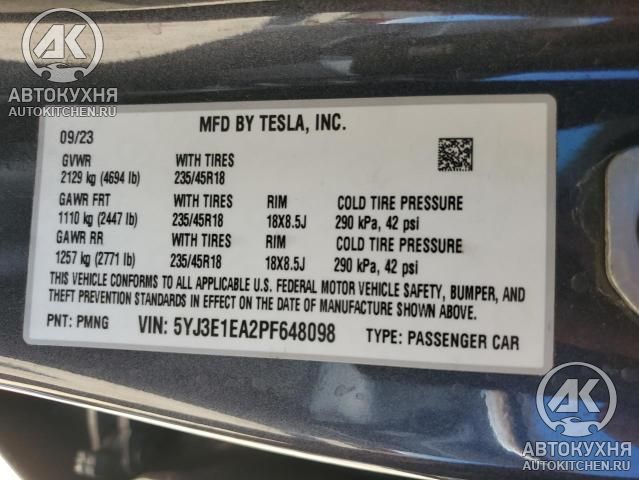 АК
АВТОКУХНЯ
AUTOKITCHEN.RU
MFD BY TESLA, INC.
09/23
GVWR WITH TIRES
2129 kg (4694 lb) 235/45R18
GAWR FRT WITH TIRES RIM COLD TIRE PRESSURE
1110 kg (2447 lb) 235/45R18 18X8.5J 290 kPa, 42 psi
GAWR RR WITH TIRES COLD TIRE PRESSURE
1257 kg (2771 lb) 235/45R18 18X8.5J 290 kPa, 42 psi
THIS VEHICLE CONFORMS TO ALL APPLICABLE U.S. FEDERAL MOTOR VEHICLE SAFETY, BUMPER, AND
THEFT PREVENTION STANDARDS IN EFFECT ON THE DATE OF MANUFACTURE SHOWN ABOVE.
PNT: PMNG VIN: 5YJ3E1EA2PF648098 TYPE: PASSENGER CAR
АК
АВТОКУХНЯ
AUTOKITCHEN.RU